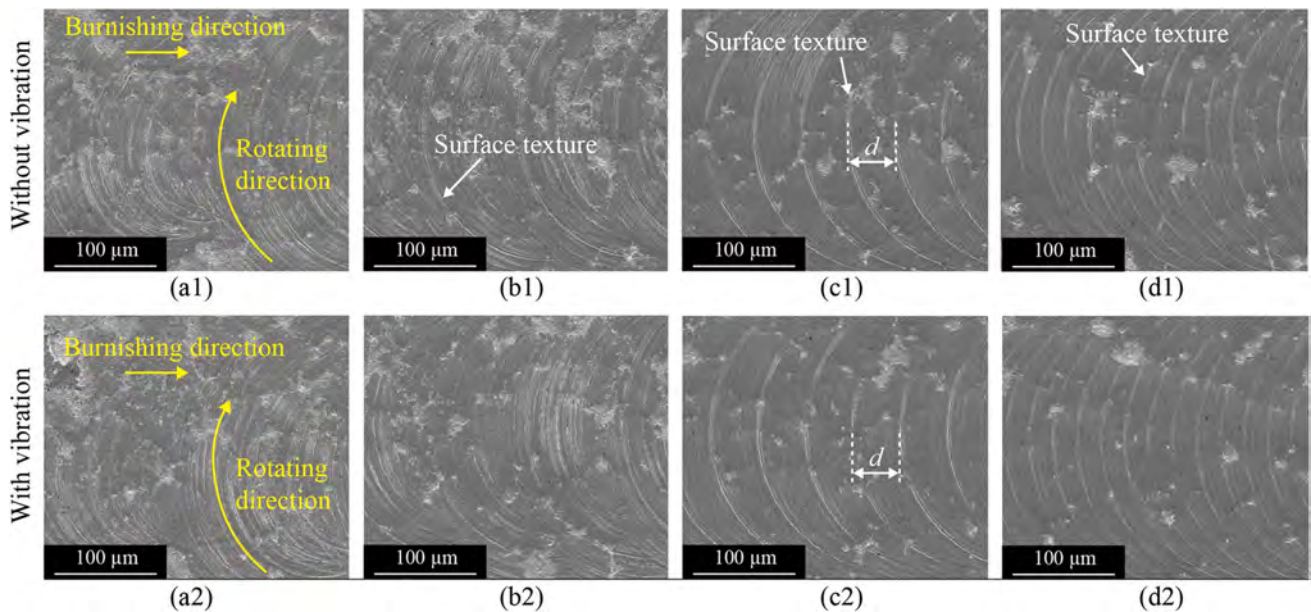 Without vibration
Burnishing direction
Rotating
direction
100 μm
(a1)
Surface texture
100 μm
(b1)
Surface texture
d
100 μm
(c1)
Surface texture
100 μm
(d1)
With vibration
Burnishing direction
Rotating
direction
100 μm
(a2)
100 μm
(b2)
d
100 μm
(c2)
100 μm
(d2)